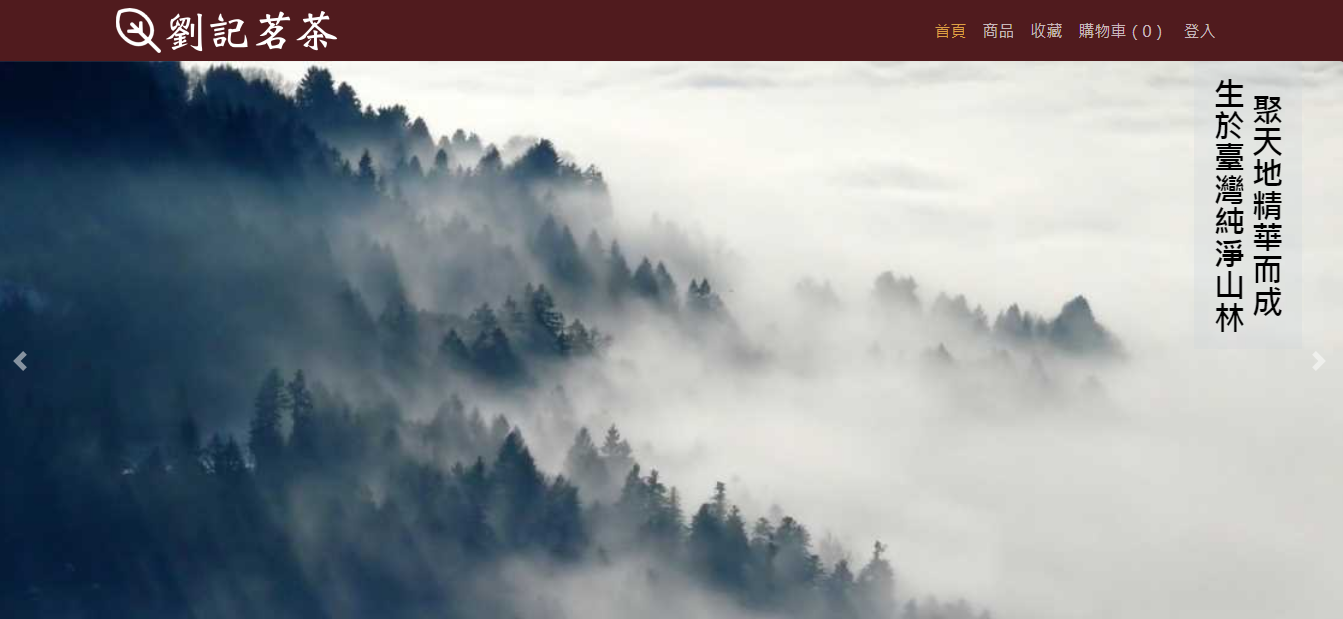 劉記茗茶
首頁
商品
收藏
購物車 ( 0 )
登入
聚天地精華而成
生於臺灣純淨山林